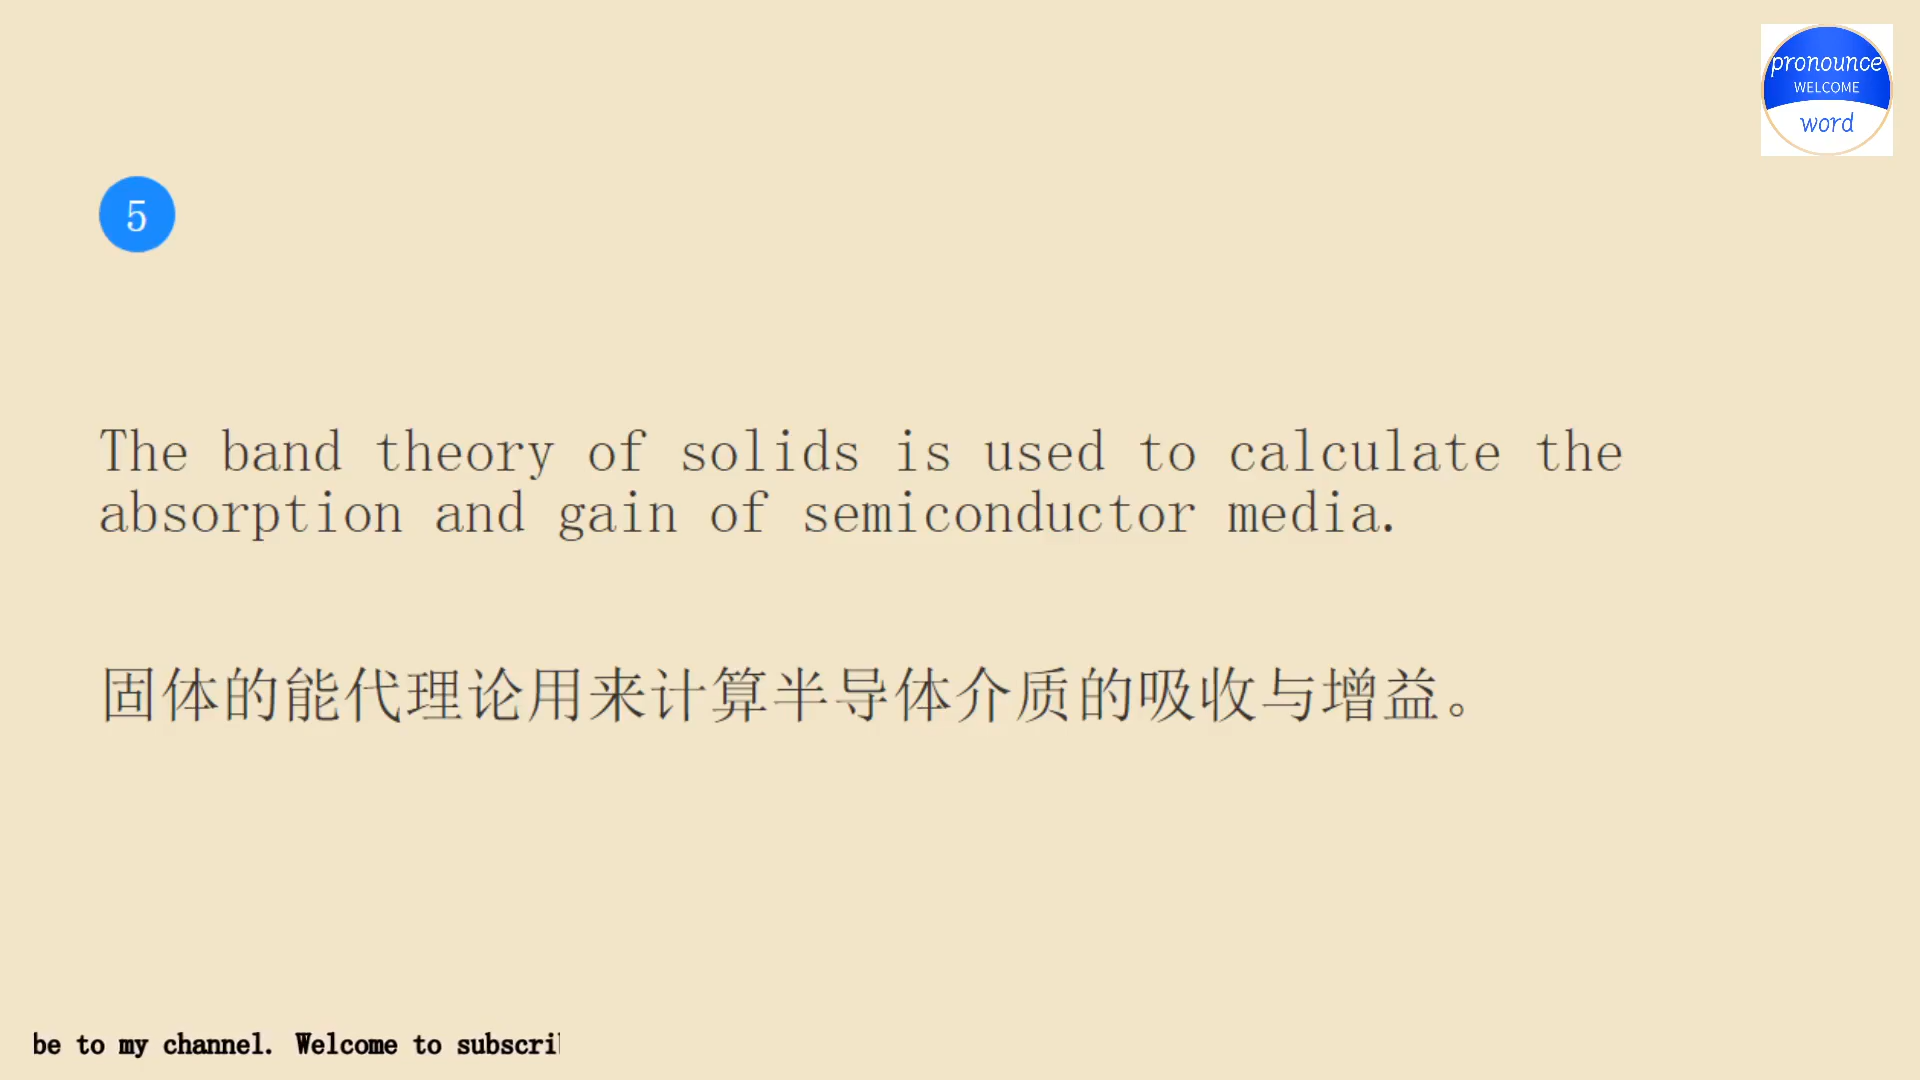 pronounce
WELCOME
word
5
The band theory of solids is used to calculate the
absorption and gain of semiconductor media.
固体的能代理论用来计算半导体介质的吸收与增益。
be to my channel. Welcome to subscri